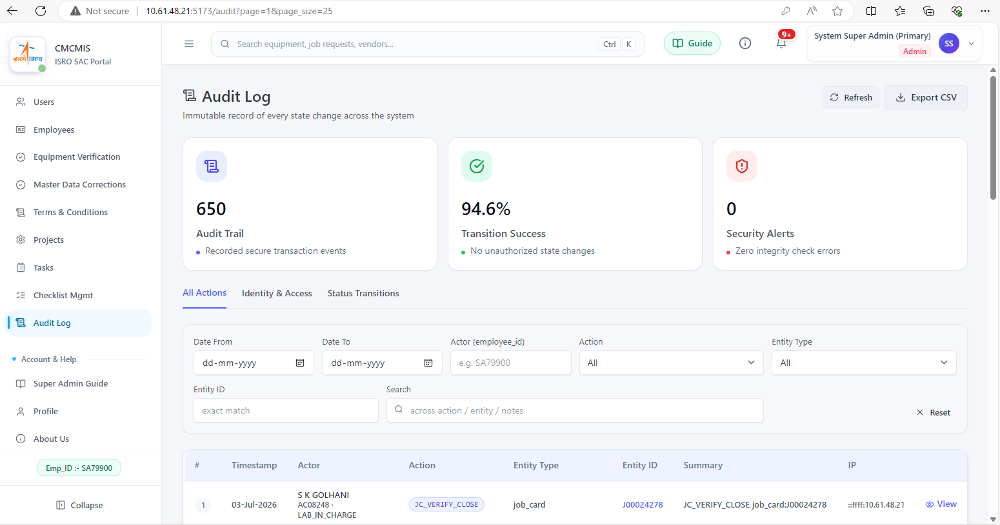 Not secure
10.61.48.21:5173/audit?page=1&page_size=25
इसरो isro
CMCMIS
ISRO SAC Portal
Search equipment, job requests, vendors...
Ctrl K
Guide
9+
System Super Admin (Primary)
Admin
SS
Users
Employees
Equipment Verification
Master Data Corrections
Terms & Conditions
Projects
Tasks
Checklist Mgmt
Audit Log
Account & Help
Super Admin Guide
Profile
About Us
Emp_ID :- SA79900
Collapse
Audit Log
Immutable record of every state change across the system
Refresh
Export CSV
650
Audit Trail
Recorded secure transaction events
94.6%
Transition Success
No unauthorized state changes
0
Security Alerts
Zero integrity check errors
All Actions
Identity & Access
Status Transitions
Date From
dd-mm-yyyy
Date To
dd-mm-yyyy
Actor (employee_id)
e.g. SA79900
Action
All
Entity Type
All
Entity ID
exact match
Search
across action / entity / notes
Reset
# Timestamp Actor Action Entity Type Entity ID Summary IP
1 03-Jul-2026
S K GOLHANI
AC08248 ·
LAB_IN_CHARGE
JC_VERIFY_CLOSE job_card J00024278 JC_VERIFY_CLOSE job_card:J00024278 ::ffff:10.61.48.21 View